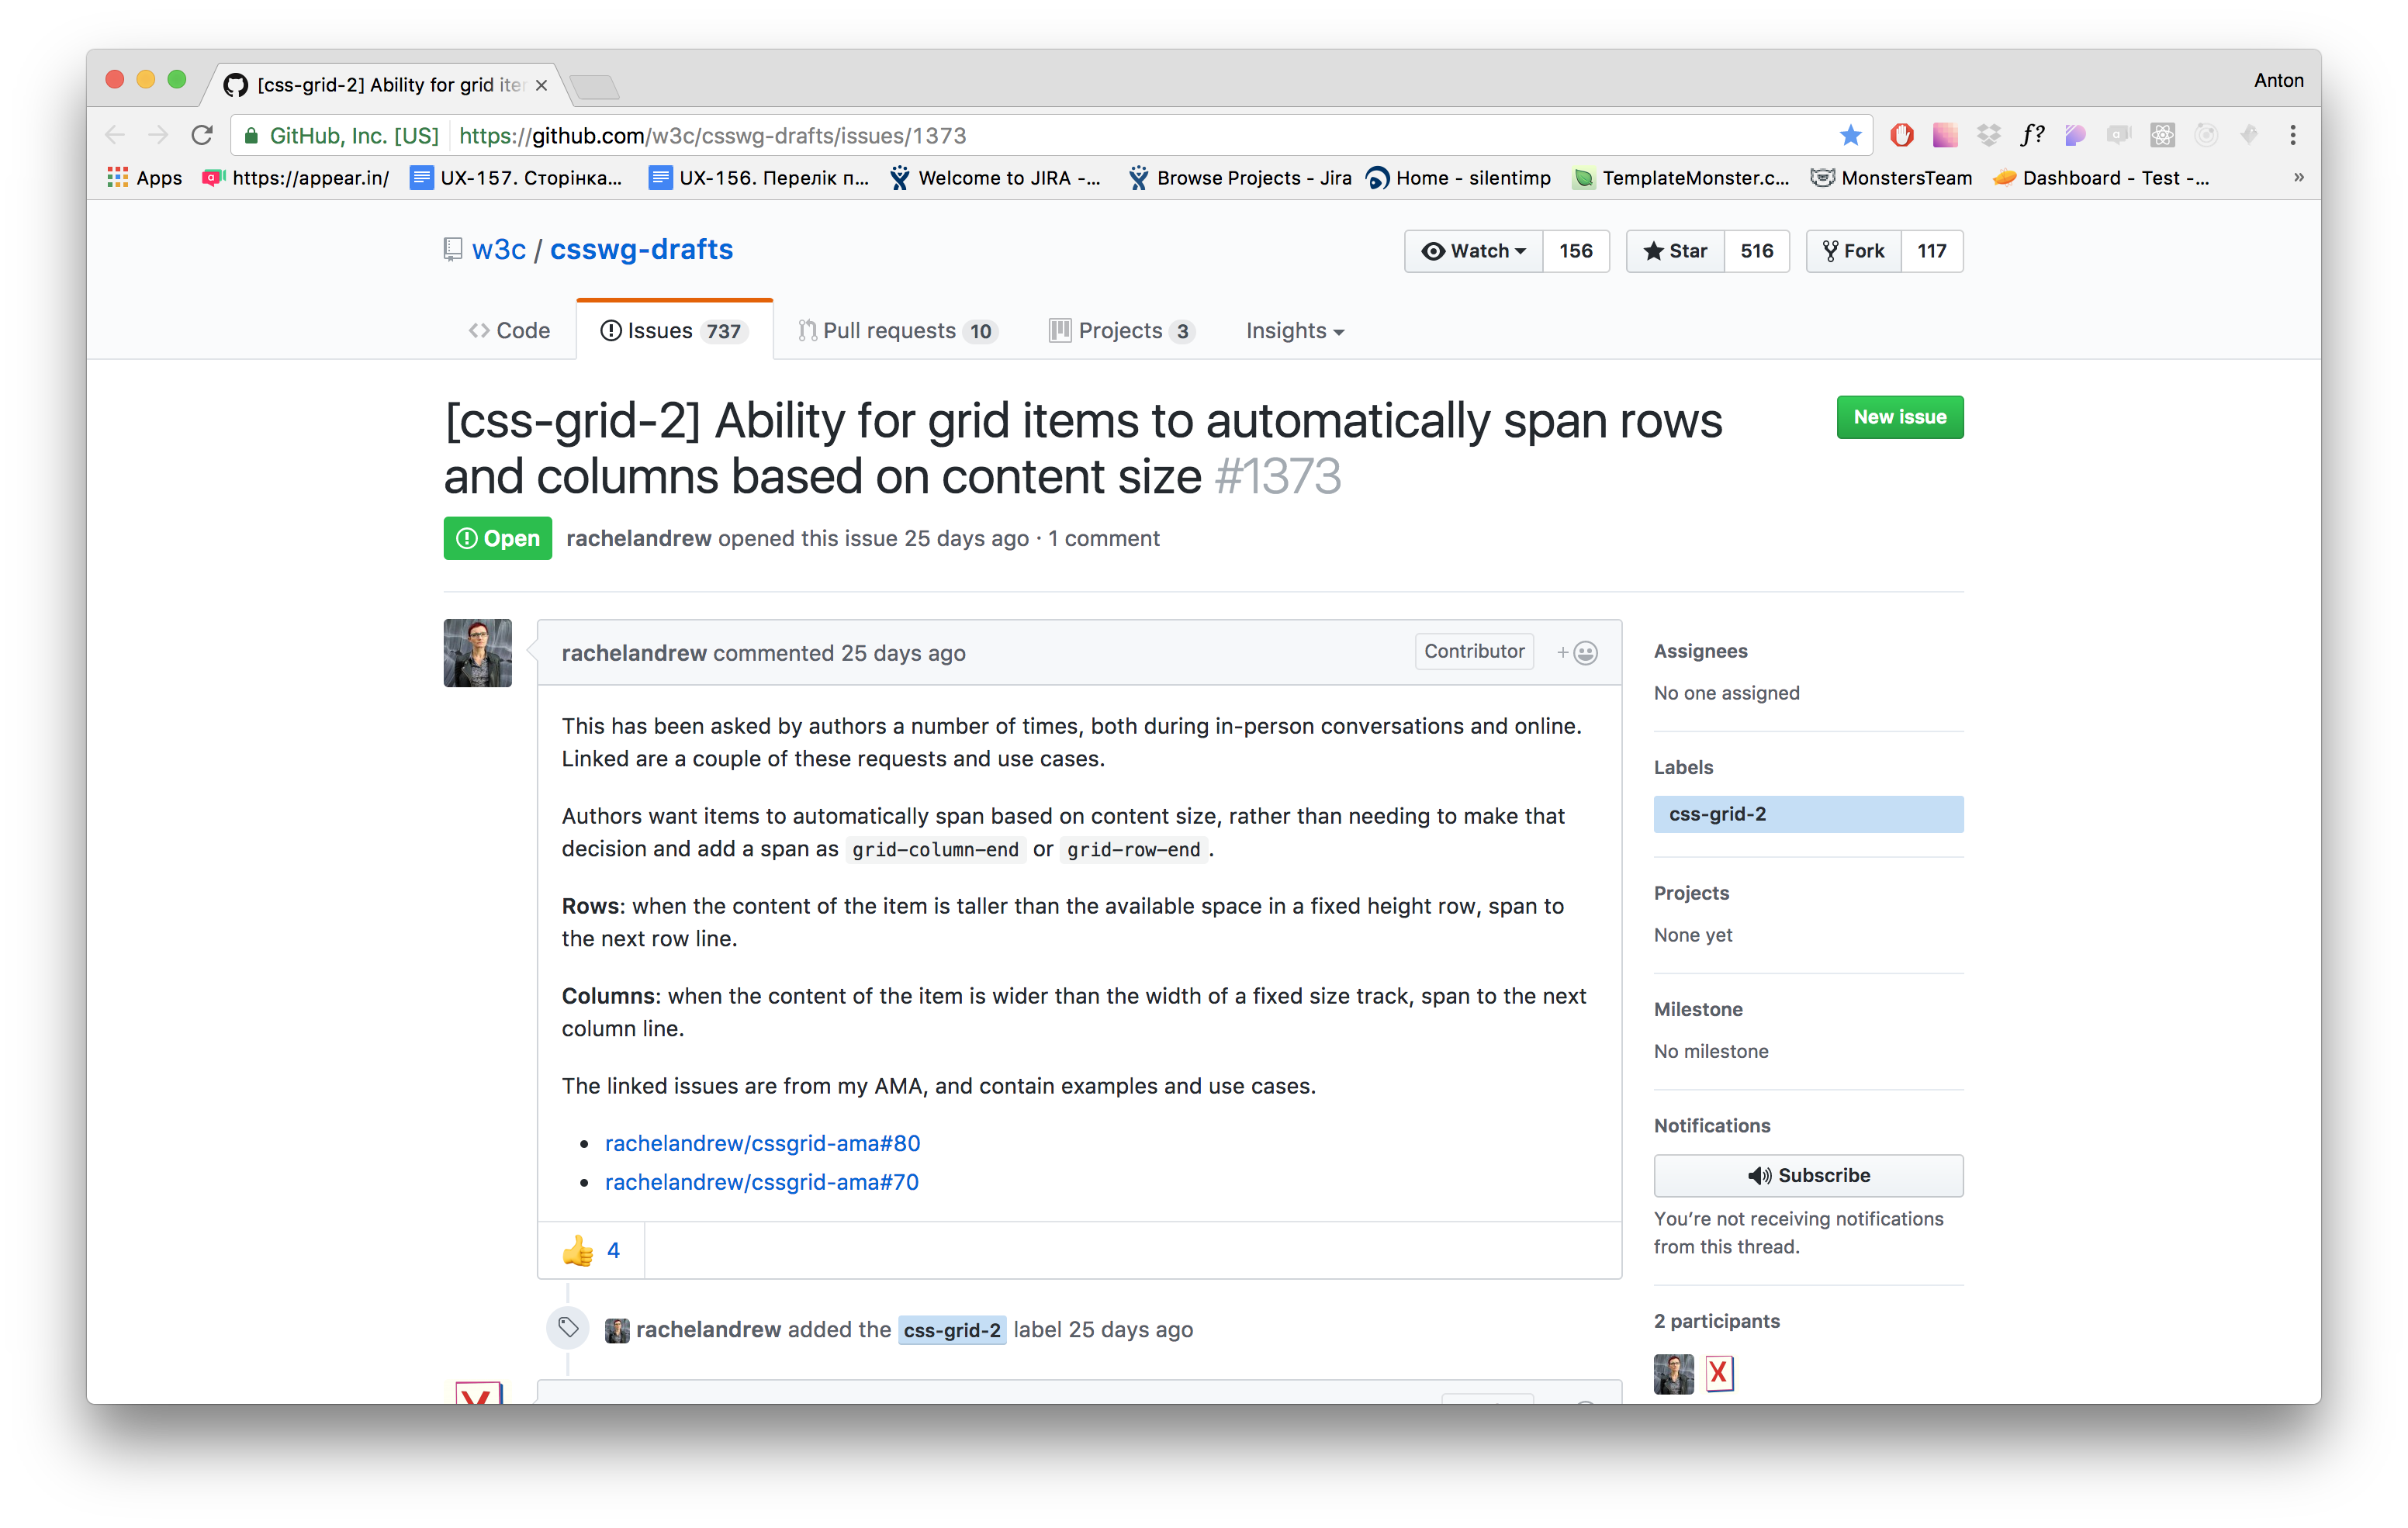 [css-grid-2] Ability for grid iter
Anton
GitHub, Inc. [US] https://github.com/w3c/csswg-drafts/issues/1373
f?
Apps https://appear.in/ UX-157. Сторінка... UX-156. Перелік п... Welcome to JIRA -... Browse Projects - Jira Home - silentimp TemplateMonster.c... MonstersTeam Dashboard - Test -... »
w3c / csswg-drafts
Watch 156 Star 516 Fork 117
Code Issues 737 Pull requests 10 Projects 3 Insights
[css-grid-2] Ability for grid items to automatically span rows
and columns based on content size #1373
New issue
Open rachelandrew opened this issue 25 days ago · 1 comment
rachelandrew commented 25 days ago Contributor +
This has been asked by authors a number of times, both during in-person conversations and online.
Linked are a couple of these requests and use cases.
Authors want items to automatically span based on content size, rather than needing to make that
decision and add a span as grid-column-end or grid-row-end.
Rows: when the content of the item is taller than the available space in a fixed height row, span to
the next row line.
Columns: when the content of the item is wider than the width of a fixed size track, span to the next
column line.
The linked issues are from my AMA, and contain examples and use cases.
• rachelandrew/cssgrid-ama#80
• rachelandrew/cssgrid-ama#70
👍 4
rachelandrew added the css-grid-2 label 25 days ago
Assignees
No one assigned
Labels
css-grid-2
Projects
None yet
Milestone
No milestone
Notifications
Subscribe
You’re not receiving notifications
from this thread.
2 participants
X